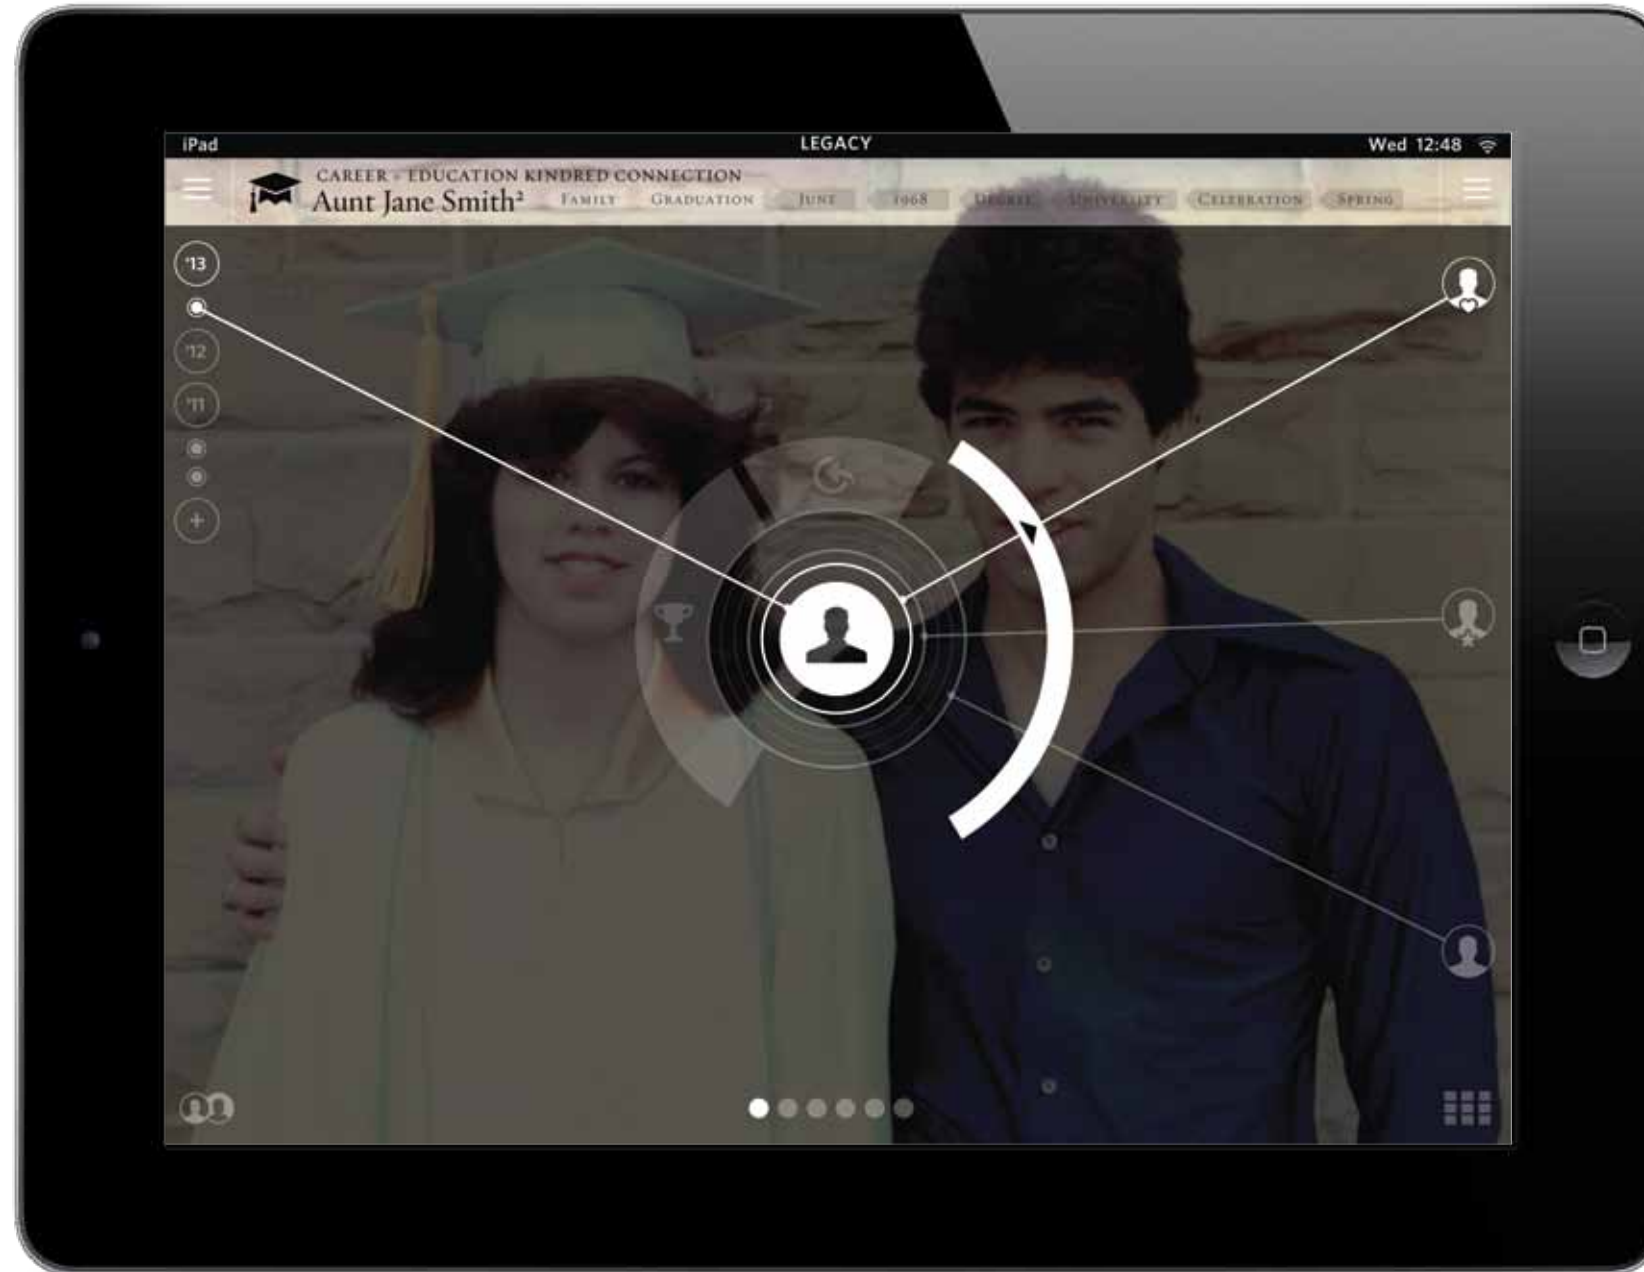 iPad LEGACY Wed 12:48
CAREER + EDUCATION KINDRED CONNECTION
Aunt Jane Smith² FAMILY GRADUATION JUNE 1968 DEGREE UNIVERSITY CELEBRATION SPRING
'13
'12
'11
+